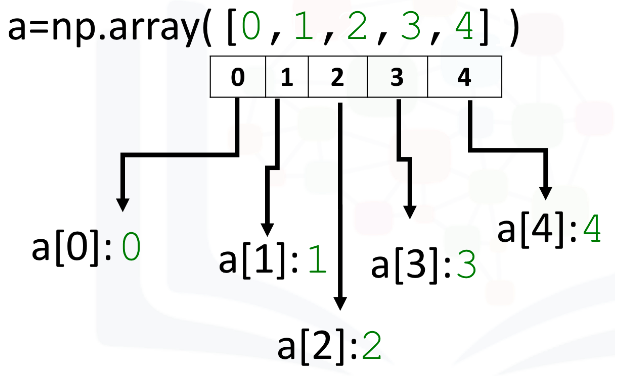 a=np.array( [0, 1, 2, 3, 4] )
0 1 2 3 4
a[0]: 0
a[1]: 1
a[2]:2
a[3]:3
a[4]:4